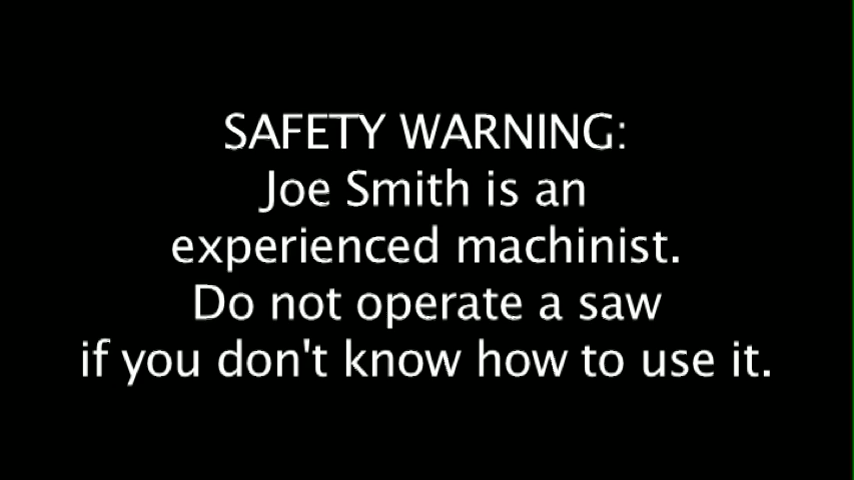 SAFETY WARNING:
Joe Smith is an
experienced machinist.
Do not operate a saw
if you don't know how to use it.